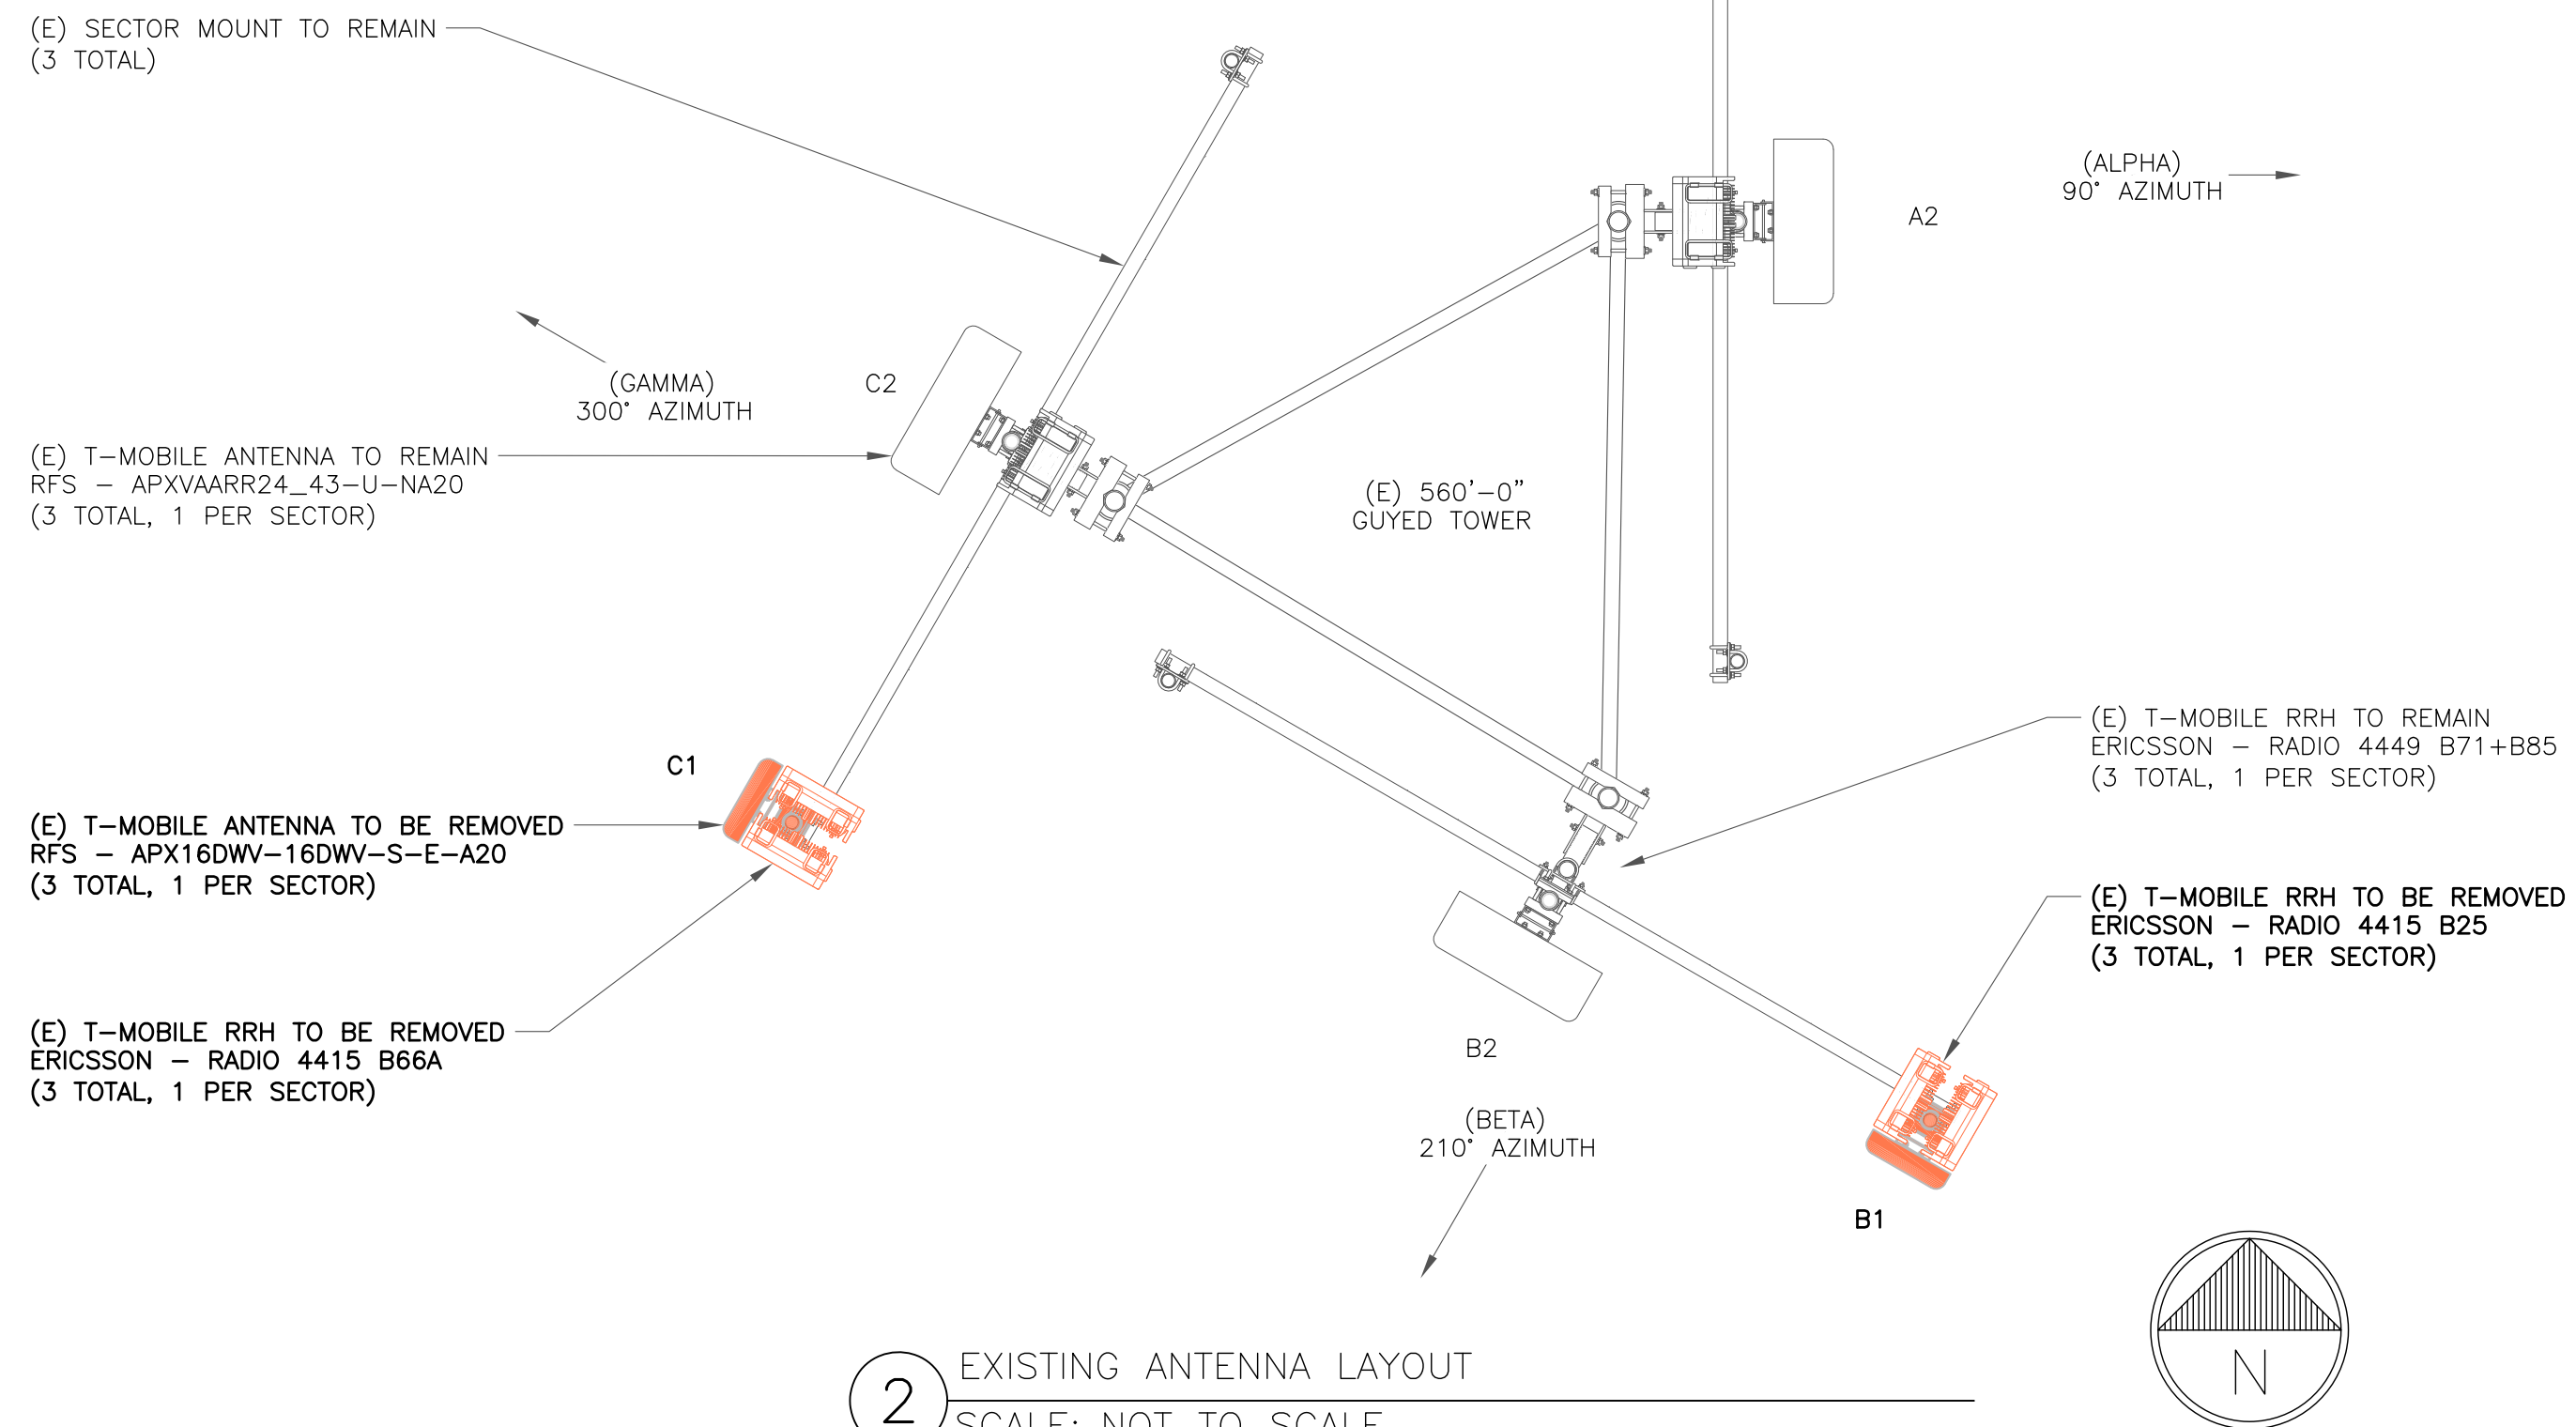 (E) SECTOR MOUNT TO REMAIN
(3 TOTAL)
(ALPHA)
90° AZIMUTH
A2
(GAMMA)
300° AZIMUTH
C2
(E) T-MOBILE ANTENNA TO REMAIN
RFS - APXVAARR24_43-U-NA20
(3 TOTAL, 1 PER SECTOR)
(E) 560'-0"
GUYED TOWER
(E) T-MOBILE RRH TO REMAIN
ERICSSON - RADIO 4449 B71+B85
(3 TOTAL, 1 PER SECTOR)
C1
(E) T-MOBILE ANTENNA TO BE REMOVED
RFS - APX16DWV-16DWV-S-E-A20
(3 TOTAL, 1 PER SECTOR)
(E) T-MOBILE RRH TO BE REMOVED
ERICSSON - RADIO 4415 B25
(3 TOTAL, 1 PER SECTOR)
(E) T-MOBILE RRH TO BE REMOVED
ERICSSON - RADIO 4415 B66A
(3 TOTAL, 1 PER SECTOR)
B2
(BETA)
210° AZIMUTH
B1
N
2
EXISTING ANTENNA LAYOUT
SCALE: NOT TO SCALE